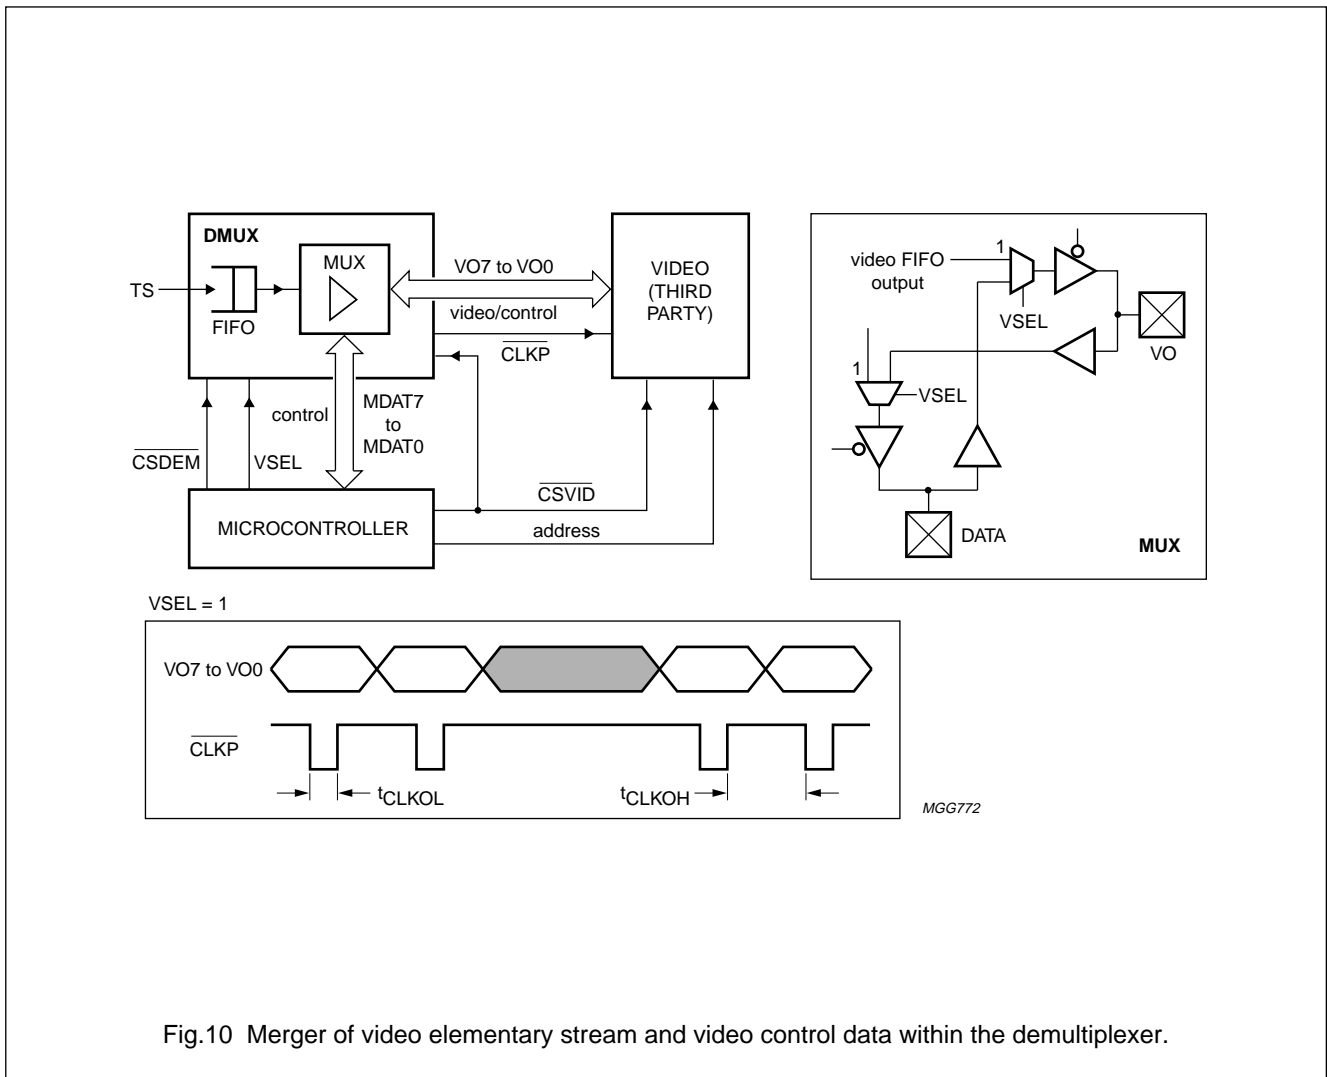 DMUX
MUX
TS
FIFO
VO7 to VO0
video/control
CLKP
VIDEO
(THIRD
PARTY)
control
MDAT7
to
MDAT0
CSDEM
VSEL
CSVID
MICROCONTROLLER
address
1
video FIFO
output
VSEL
VO
1
VSEL
DATA
MUX
VSEL = 1
VO7 to VO0
CLKP
tCLKOL
tCLKOH
MGG772
Fig.10 Merger of video elementary stream and video control data within the demultiplexer.